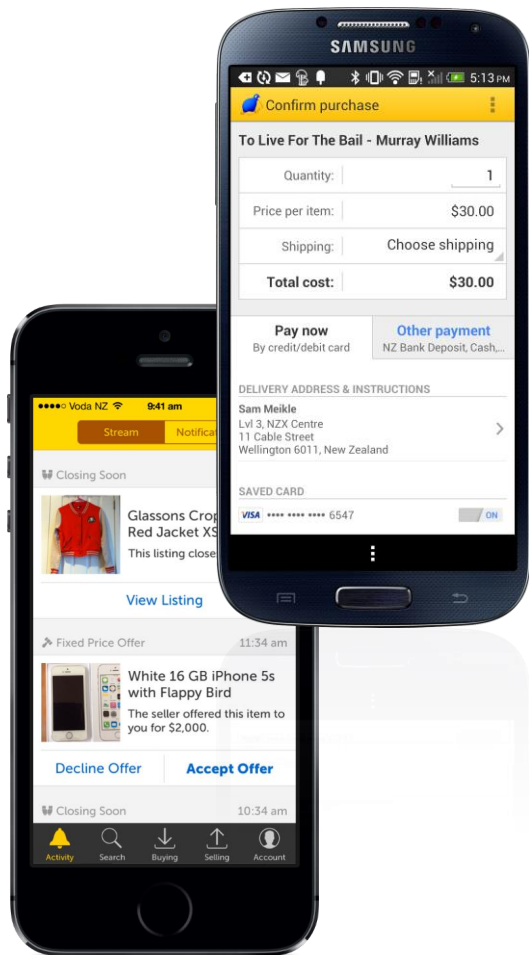 SAMSUNG
5:13 PM
Confirm purchase
To Live For The Bail - Murray Williams
Quantity: 1
Price per item: $30.00
Shipping: Choose shipping
Total cost: $30.00
Pay now
By credit/debit card
Other payment
NZ Bank Deposit, Cash,...
DELIVERY ADDRESS & INSTRUCTIONS
Sam Meikle
Lvl 3, NZX Centre
11 Cable Street
Wellington 6011, New Zealand
SAVED CARD
VISA •••• •••• •••• 6547 ON
Voda NZ 9:41 am
Stream Notificat
Closing Soon
Glassons Crop
Red Jacket XS
This listing close
View Listing
Fixed Price Offer 11:34 am
White 16 GB iPhone 5s
with Flappy Bird
The seller offered this item to
you for $2,000.
Decline Offer Accept Offer
Closing Soon 10:34 am
Activity Search Buying Selling Account